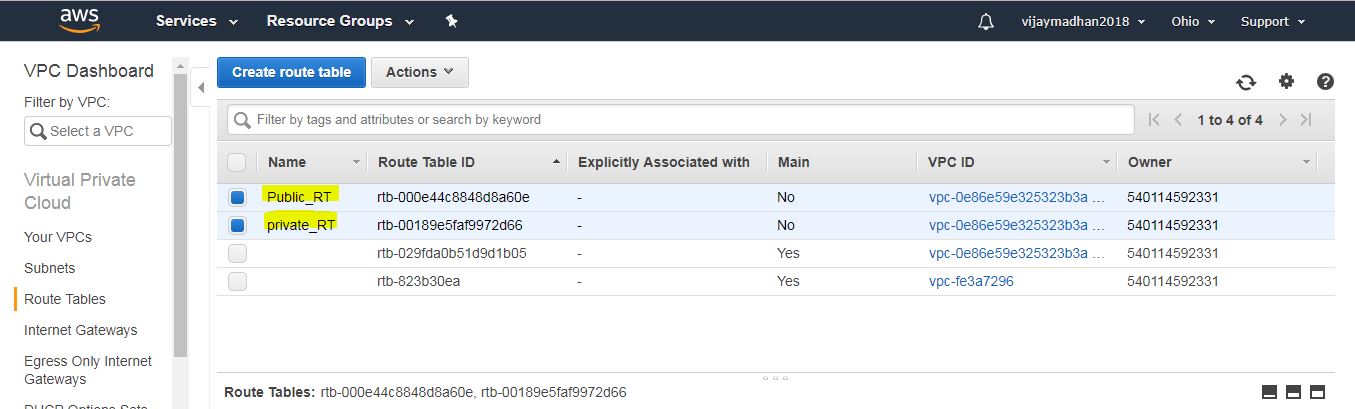 aws Services Resource Groups vijaymadhan2018 Ohio Support
VPC Dashboard
Filter by VPC:
Select a VPC
Virtual Private
Cloud
Your VPCs
Subnets
Route Tables
Internet Gateways
Egress Only Internet
Gateways
DHCP Options Sets
Create route table Actions
Filter by tags and attributes or search by keyword 1 to 4 of 4
Name Route Table ID Explicitly Associated with Main VPC ID Owner
Public_RT rtb-000e44c8848d8a60e - No vpc-0e86e59e325323b3a ... 540114592331
private_RT rtb-00189e5faf9972d66 - No vpc-0e86e59e325323b3a ... 540114592331
rtb-029fda0b51d9d1b05 - Yes vpc-0e86e59e325323b3a ... 540114592331
rtb-823b30ea - Yes vpc-fe3a7296 540114592331
Route Tables: rtb-000e44c8848d8a60e, rtb-00189e5faf9972d66